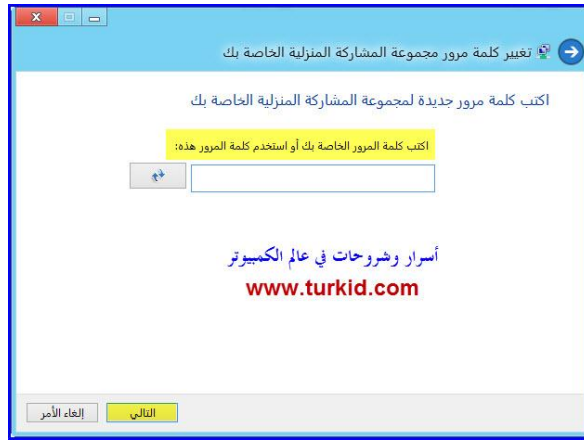 تغيير كلمة مرور مجموعة المشاركة المنزلية الخاصة بك
اكتب كلمة مرور جديدة لمجموعة المشاركة المنزلية الخاصة بك
اكتب كلمة المرور الخاصة بك أو استخدم كلمة المرور هذه:
أسرار وشروحات في عالم الكمبيوتر
www.turkid.com
التالي
إلغاء الأمر